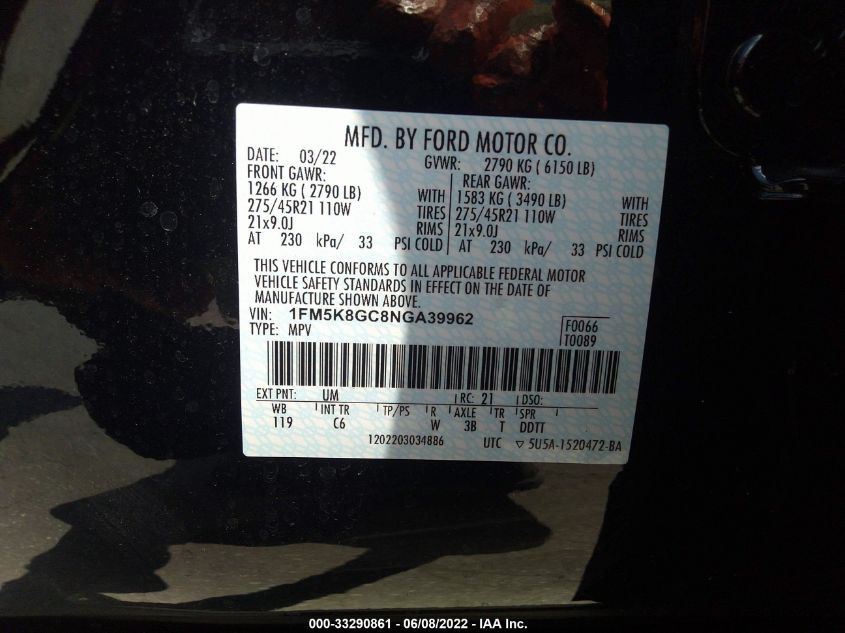 MFD. BY FORD MOTOR CO.
DATE: 03/22 GVWR: 2790 KG ( 6150 LB)
FRONT GAWR: REAR GAWR:
1266 KG ( 2790 LB) WITH 1583 KG ( 3490 LB) WITH
275/45R21 110W TIRES 275/45R21 110W TIRES
21x9.0J RIMS 21x9.0J RIMS
AT 230 kPa/ 33 PSI COLD AT 230 kPa/ 33 PSI COLD
THIS VEHICLE CONFORMS TO ALL APPLICABLE FEDERAL MOTOR
VEHICLE SAFETY STANDARDS IN EFFECT ON THE DATE OF
MANUFACTURE SHOWN ABOVE.
VIN: 1FM5K8GC8NGA39962 F0066
TYPE: MPV T0089
EXT PNT: UM RC: 21 DSO:
WB INT TR TP/PS R AXLE TR SPR
119 C6 W 3B T DDTT
1202203034886 UTC ▽ 5U5A-1520472-BA
000-33290861 - 06/08/2022 - IAA Inc.